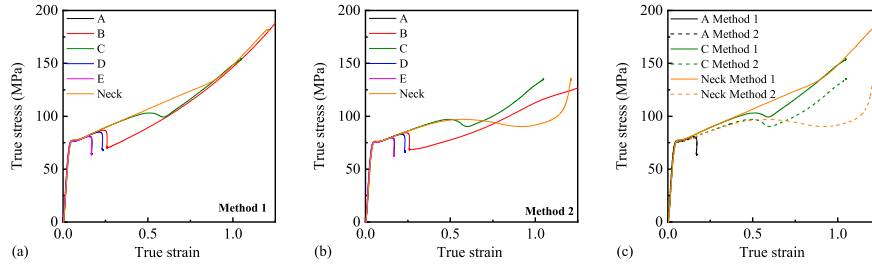 200
150
100
50
0
True stress (MPa)
A
B
C
D
E
Neck
Method 1
0.0
0.5
1.0
True strain
(a)
200
150
100
50
0
True stress (MPa)
A
B
C
D
E
Neck
Method 2
0.0
0.5
1.0
True strain
(b)
200
150
100
50
0
True stress (MPa)
A Method 1
A Method 2
C Method 1
C Method 2
Neck Method 1
Neck Method 2
0.0
0.5
1.0
True strain
(c)